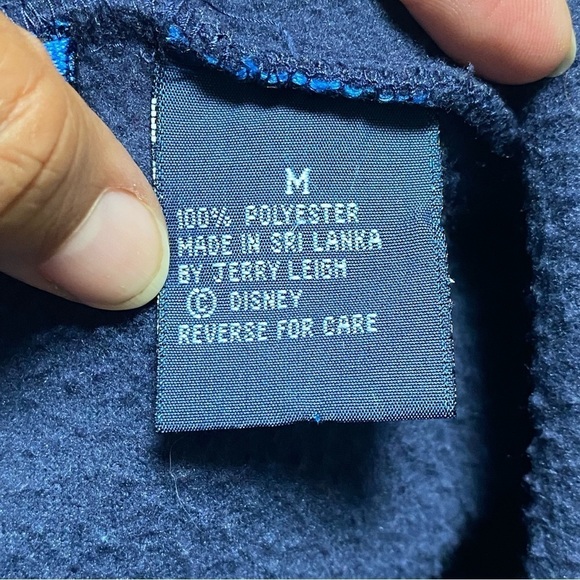 M
100% POLYESTER
MADE IN SRI LANKA
BY JERRY LEIGH
© DISNEY
REVERSE FOR CARE